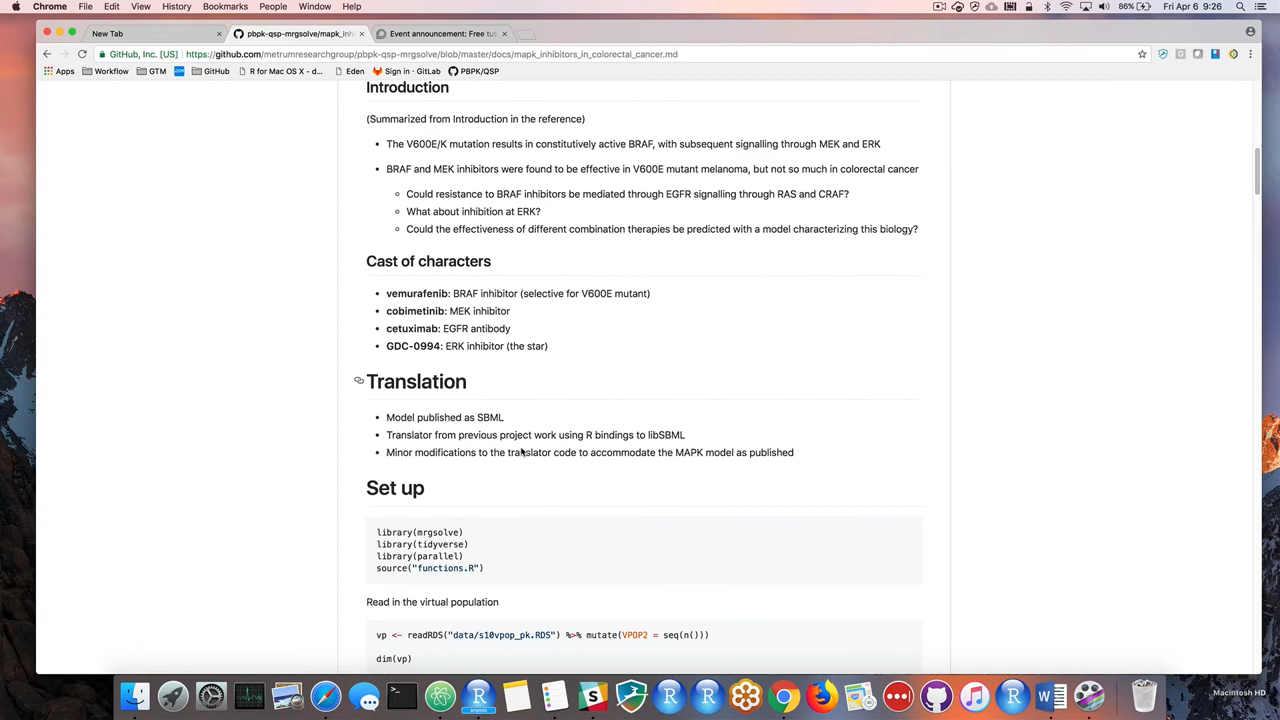 Chrome File Edit View History Bookmarks People Window Help 86% Fri Apr 6 9:26
New Tab pbpk-qsp-mrgsolve/mapk_inhi Event announcement: Free tut
GitHub, Inc. [US] https://github.com/metrumresearchgroup/pbpk-qsp-mrgsolve/blob/master/docs/mapk_inhibitors_in_colorectal_cancer.md
Apps Workflow GTM GitHub R for Mac OS X - d... Eden Sign in · GitLab PBPK/QSP
Introduction
(Summarized from Introduction in the reference)
• The V600E/K mutation results in constitutively active BRAF, with subsequent signalling through MEK and ERK
• BRAF and MEK inhibitors were found to be effective in V600E mutant melanoma, but not so much in colorectal cancer
◦ Could resistance to BRAF inhibitors be mediated through EGFR signalling through RAS and CRAF?
◦ What about inhibition at ERK?
◦ Could the effectiveness of different combination therapies be predicted with a model characterizing this biology?
Cast of characters
• vemurafenib: BRAF inhibitor (selective for V600E mutant)
• cobimetinib: MEK inhibitor
• cetuximab: EGFR antibody
• GDC-0994: ERK inhibitor (the star)
Translation
• Model published as SBML
• Translator from previous project work using R bindings to libSBML
• Minor modifications to the translator code to accommodate the MAPK model as published
Set up
library(mrgsolve)
library(tidyverse)
library(parallel)
source("functions.R")
Read in the virtual population
vp <- readRDS("data/s10vpop_pk.RDS") %>% mutate(VPOP2 = seq(n()))
dim(vp)
Macintosh HD